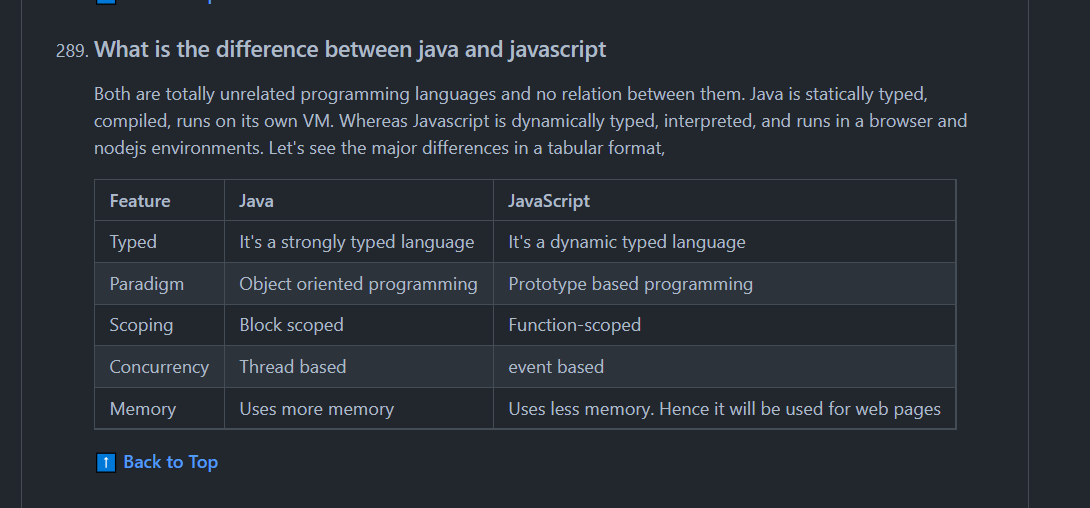 289. What is the difference between java and javascript
Both are totally unrelated programming languages and no relation between them. Java is statically typed,
compiled, runs on its own VM. Whereas Javascript is dynamically typed, interpreted, and runs in a browser and
nodejs environments. Let's see the major differences in a tabular format,
Feature Java JavaScript
Typed It's a strongly typed language It's a dynamic typed language
Paradigm Object oriented programming Prototype based programming
Scoping Block scoped Function-scoped
Concurrency Thread based event based
Memory Uses more memory Uses less memory. Hence it will be used for web pages
↑ Back to Top